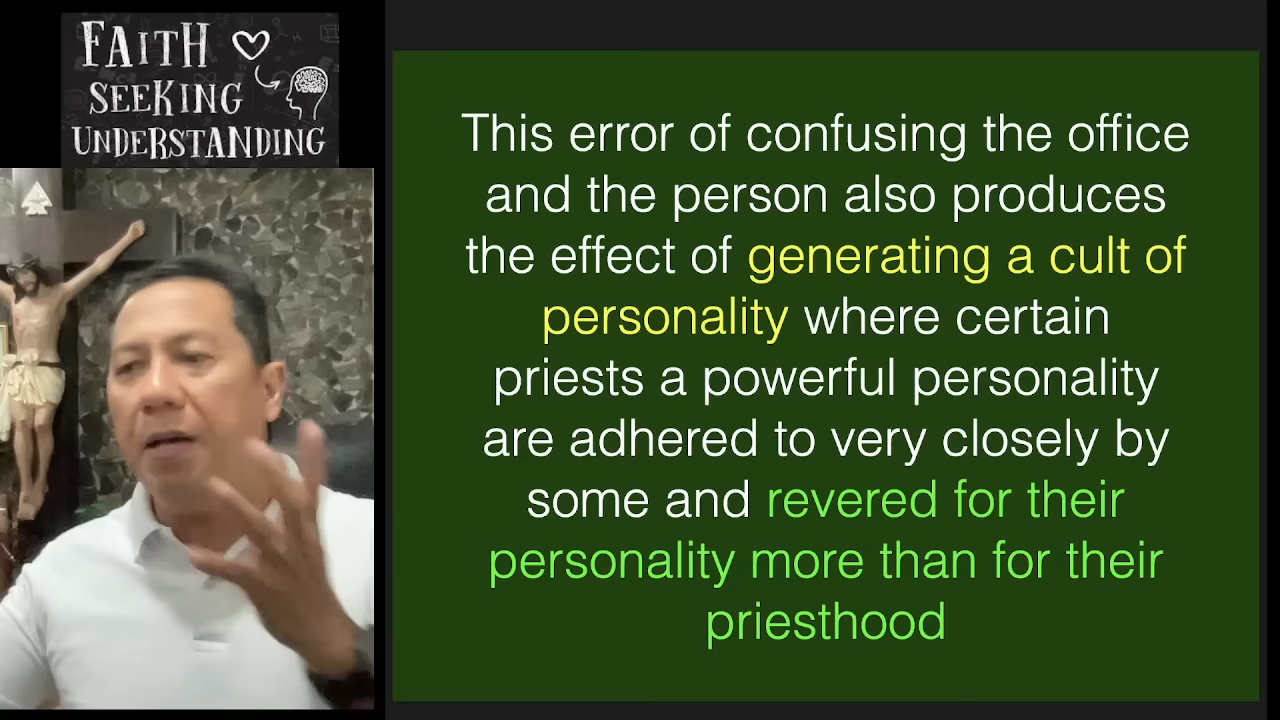 FAITH
SEEKING
UNDERSTANDING
This error of confusing the office
and the person also produces
the effect of generating a cult of
personality where certain
priests a powerful personality
are adhered to very closely by
some and revered for their
personality more than for their
priesthood